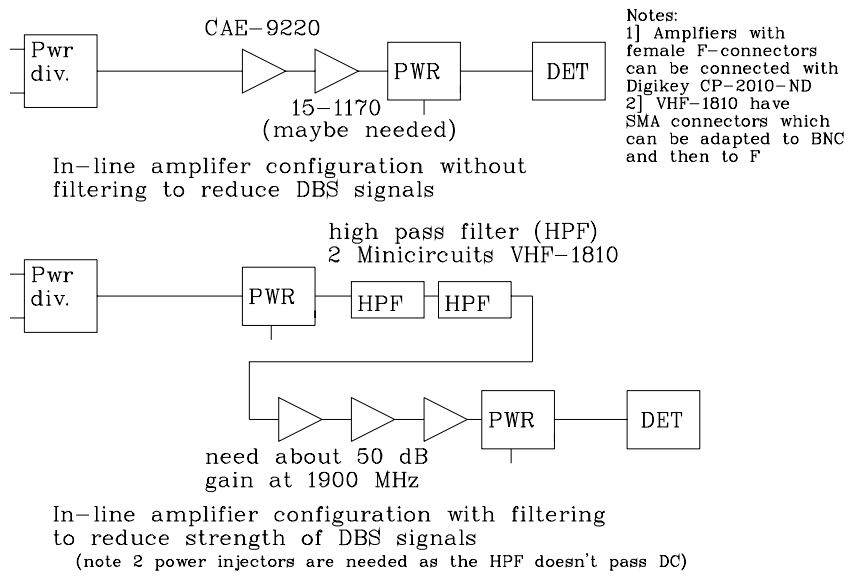 CAE-9220
Pwr
div.
PWR
DET
15-1170
(maybe needed)
In-line amplifer configuration without
filtering to reduce DBS signals
Notes:
1] Amplfiers with
female F-connectors
can be connected with
Digikey CP-2010-ND
2] VHF-1810 have
SMA connectors which
can be adapted to BNC
and then to F
high pass filter (HPF)
2 Minicircuits VHF-1810
Pwr
div.
PWR
HPF
HPF
PWR
DET
need about 50 dB
gain at 1900 MHz
In-line amplifier configuration with filtering
to reduce strength of DBS signals
(note 2 power injectors are needed as the HPF doesn't pass DC)